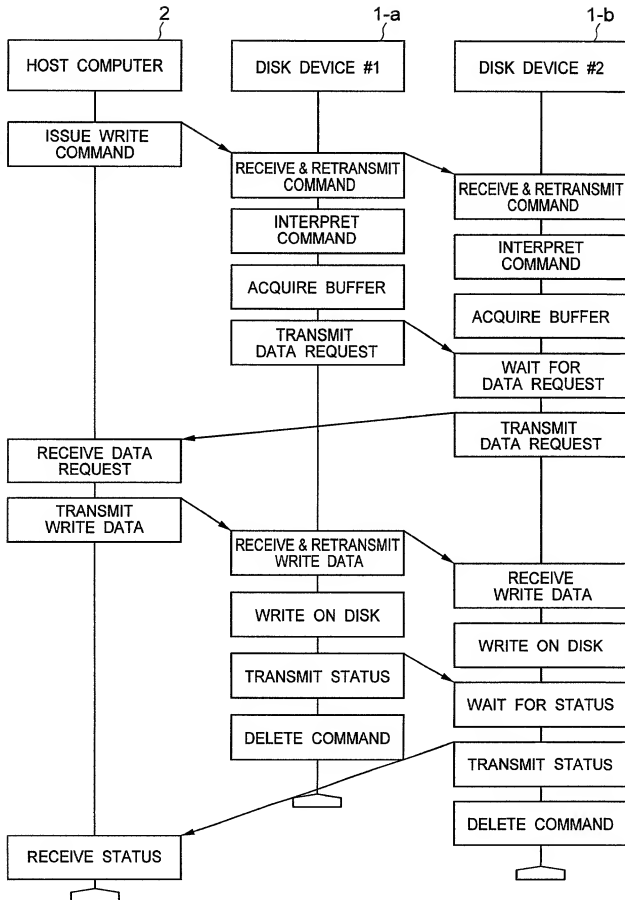 2
1-a
1-b
HOST COMPUTER
DISK DEVICE #1
DISK DEVICE #2
ISSUE WRITE
COMMAND
RECEIVE & RETRANSMIT
COMMAND
RECEIVE & RETRANSMIT
COMMAND
INTERPRET
COMMAND
INTERPRET
COMMAND
ACQUIRE BUFFER
ACQUIRE BUFFER
TRANSMIT
DATA REQUEST
WAIT FOR
DATA REQUEST
TRANSMIT
DATA REQUEST
RECEIVE DATA
REQUEST
TRANSMIT
WRITE DATA
RECEIVE & RETRANSMIT
WRITE DATA
RECEIVE
WRITE DATA
WRITE ON DISK
WRITE ON DISK
TRANSMIT STATUS
WAIT FOR STATUS
DELETE COMMAND
TRANSMIT STATUS
DELETE COMMAND
RECEIVE STATUS